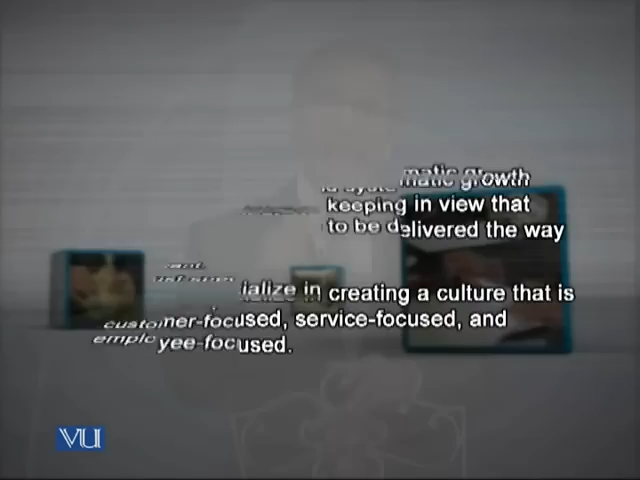 matic growth
keeping in view that
to be delivered the way
ialize in creating a culture that is
customer-focused, service-focused, and
employee-focused.
VU